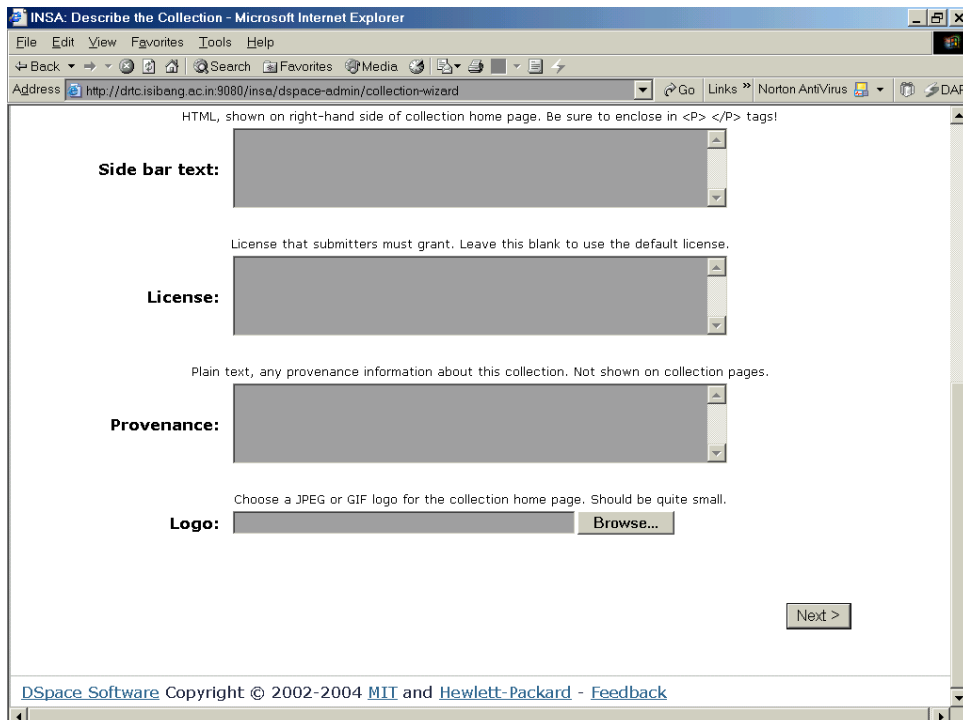 INSA: Describe the Collection - Microsoft Internet Explorer
File Edit View Favorites Tools Help
Back Search Favorites Media
Address http://drtc.isibang.ac.in:9080/insa/dspace-admin/collection-wizard Go Links » Norton AntiVirus DAP
HTML, shown on right-hand side of collection home page. Be sure to enclose in <P> </P> tags!
Side bar text:
License that submitters must grant. Leave this blank to use the default license.
License:
Plain text, any provenance information about this collection. Not shown on collection pages.
Provenance:
Choose a JPEG or GIF logo for the collection home page. Should be quite small.
Logo: Browse...
Next >
DSpace Software Copyright © 2002-2004 MIT and Hewlett-Packard - Feedback